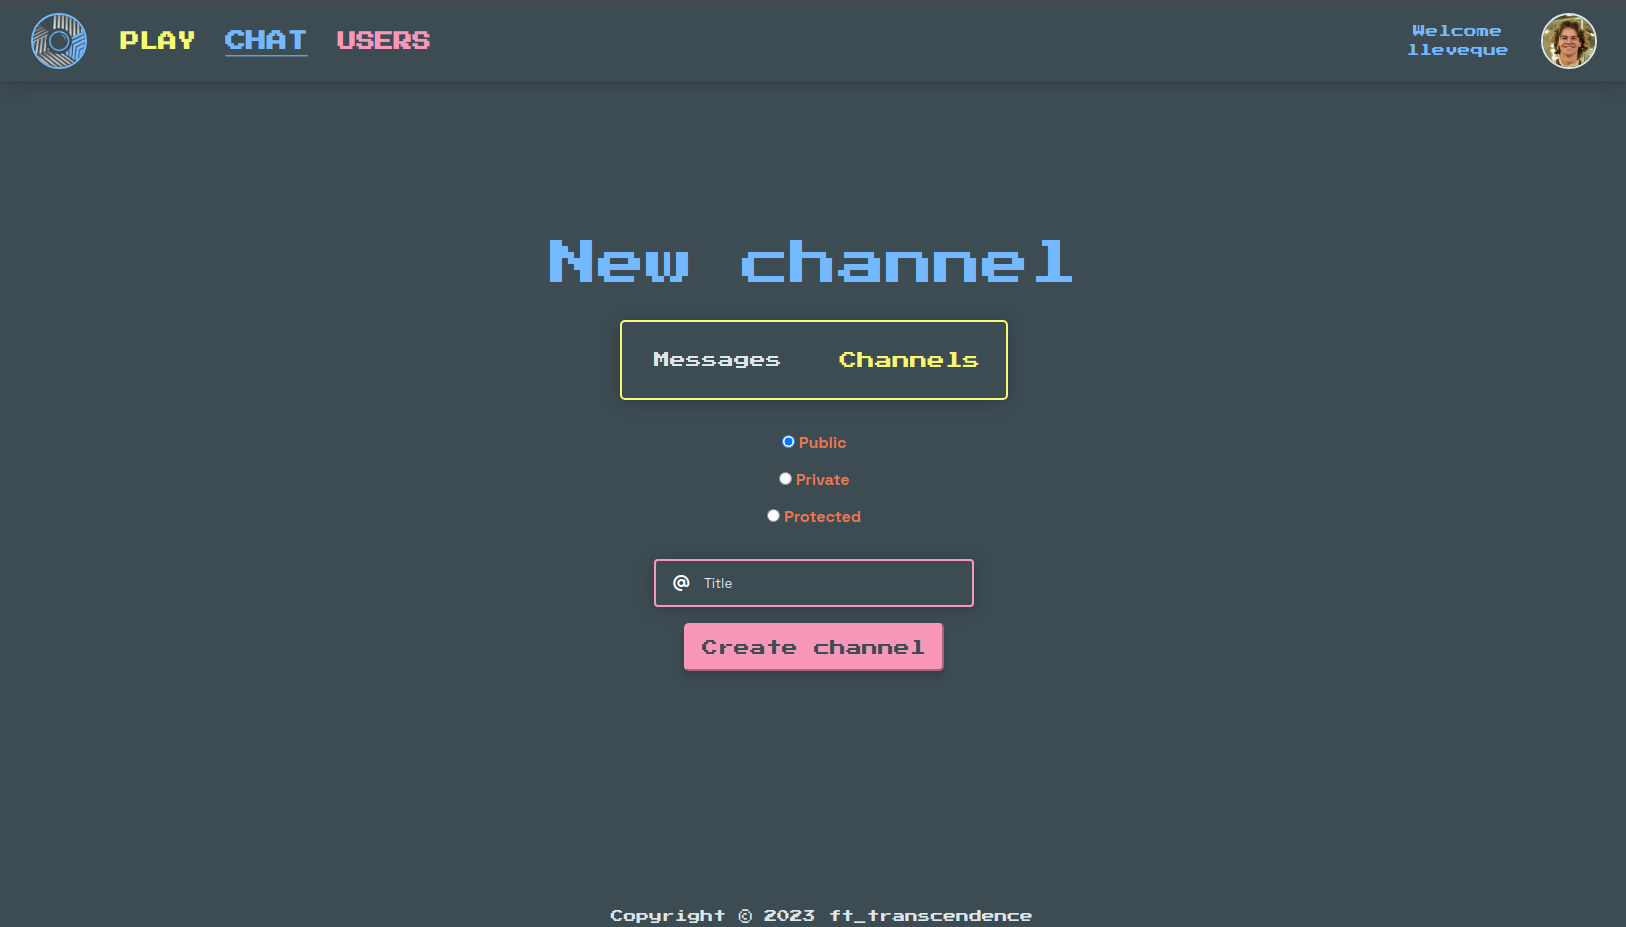 PLAY CHAT USERS
Welcome
lleveque
New channel
Messages Channels
Public
Private
Protected
@ Title
Create channel
Copyright © 2023 ft_transcendence